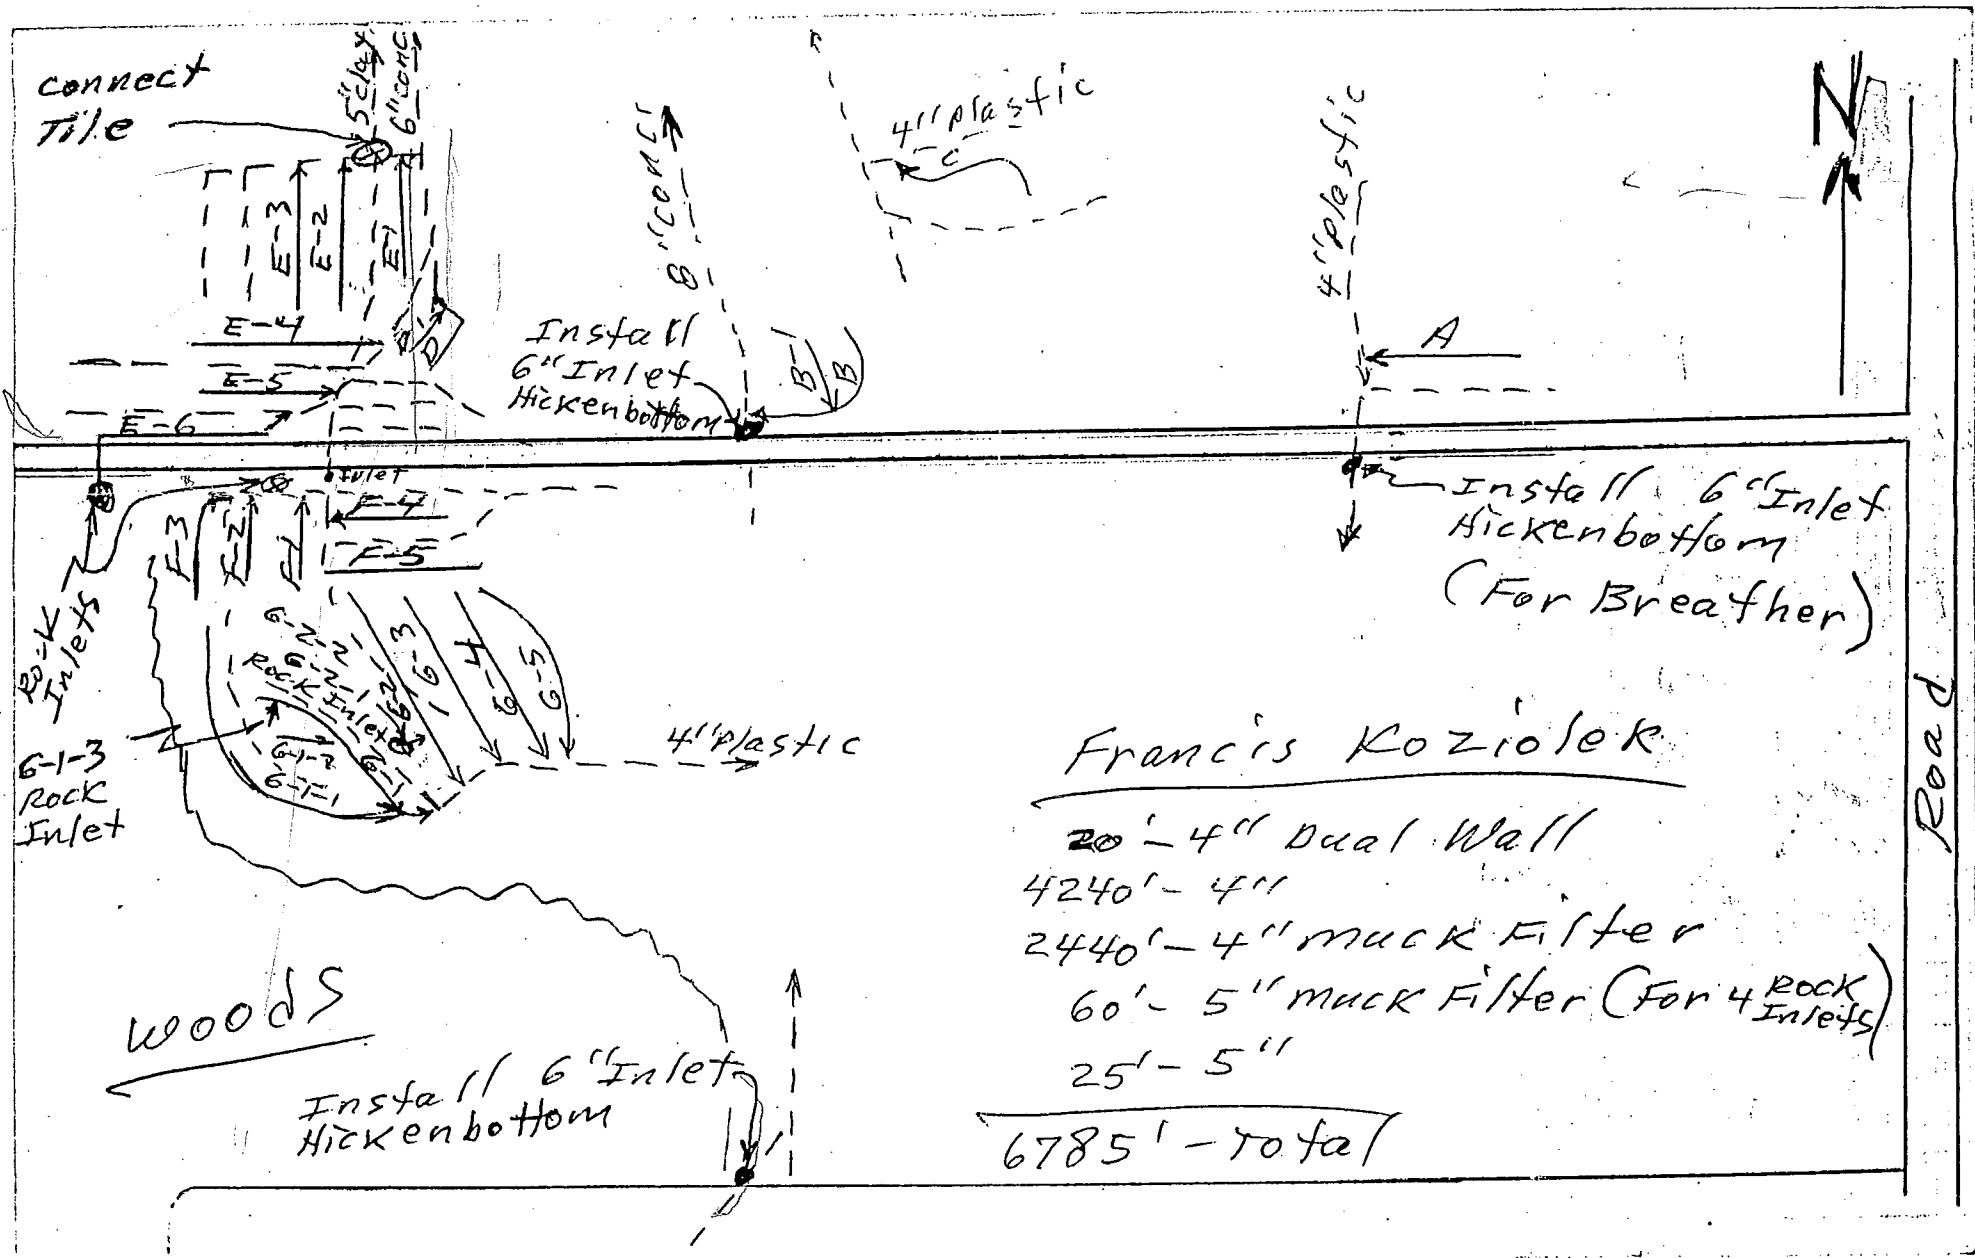 connect
Tile
5" clay
6" conc
8" conc
4" plastic
C
4" plastic
N
E-3
E-2
E-1
E-4
D
E-5
E-6
Install
6" Inlet
Hickenbottom
B-1
B
A
Inlet
F-3
F-2
F-1
F-4
F-5
Install 6" Inlet
Hickenbottom
(For Breather)
Inlets
G-2
Rock
Inlet
G-3
G-4
G-5
G-1-3
Rock
Inlet
G-1-2
G-1-1
G-1
4" plastic
Road
Francis Koziolek
20' - 4" Dual Wall
4240' - 4"
2440' - 4" muck Filter
60' - 5" muck Filter (For 4 Rock Inlets)
25' - 5"
6785' - Total
woods
Install 6" Inlet
Hickenbottom